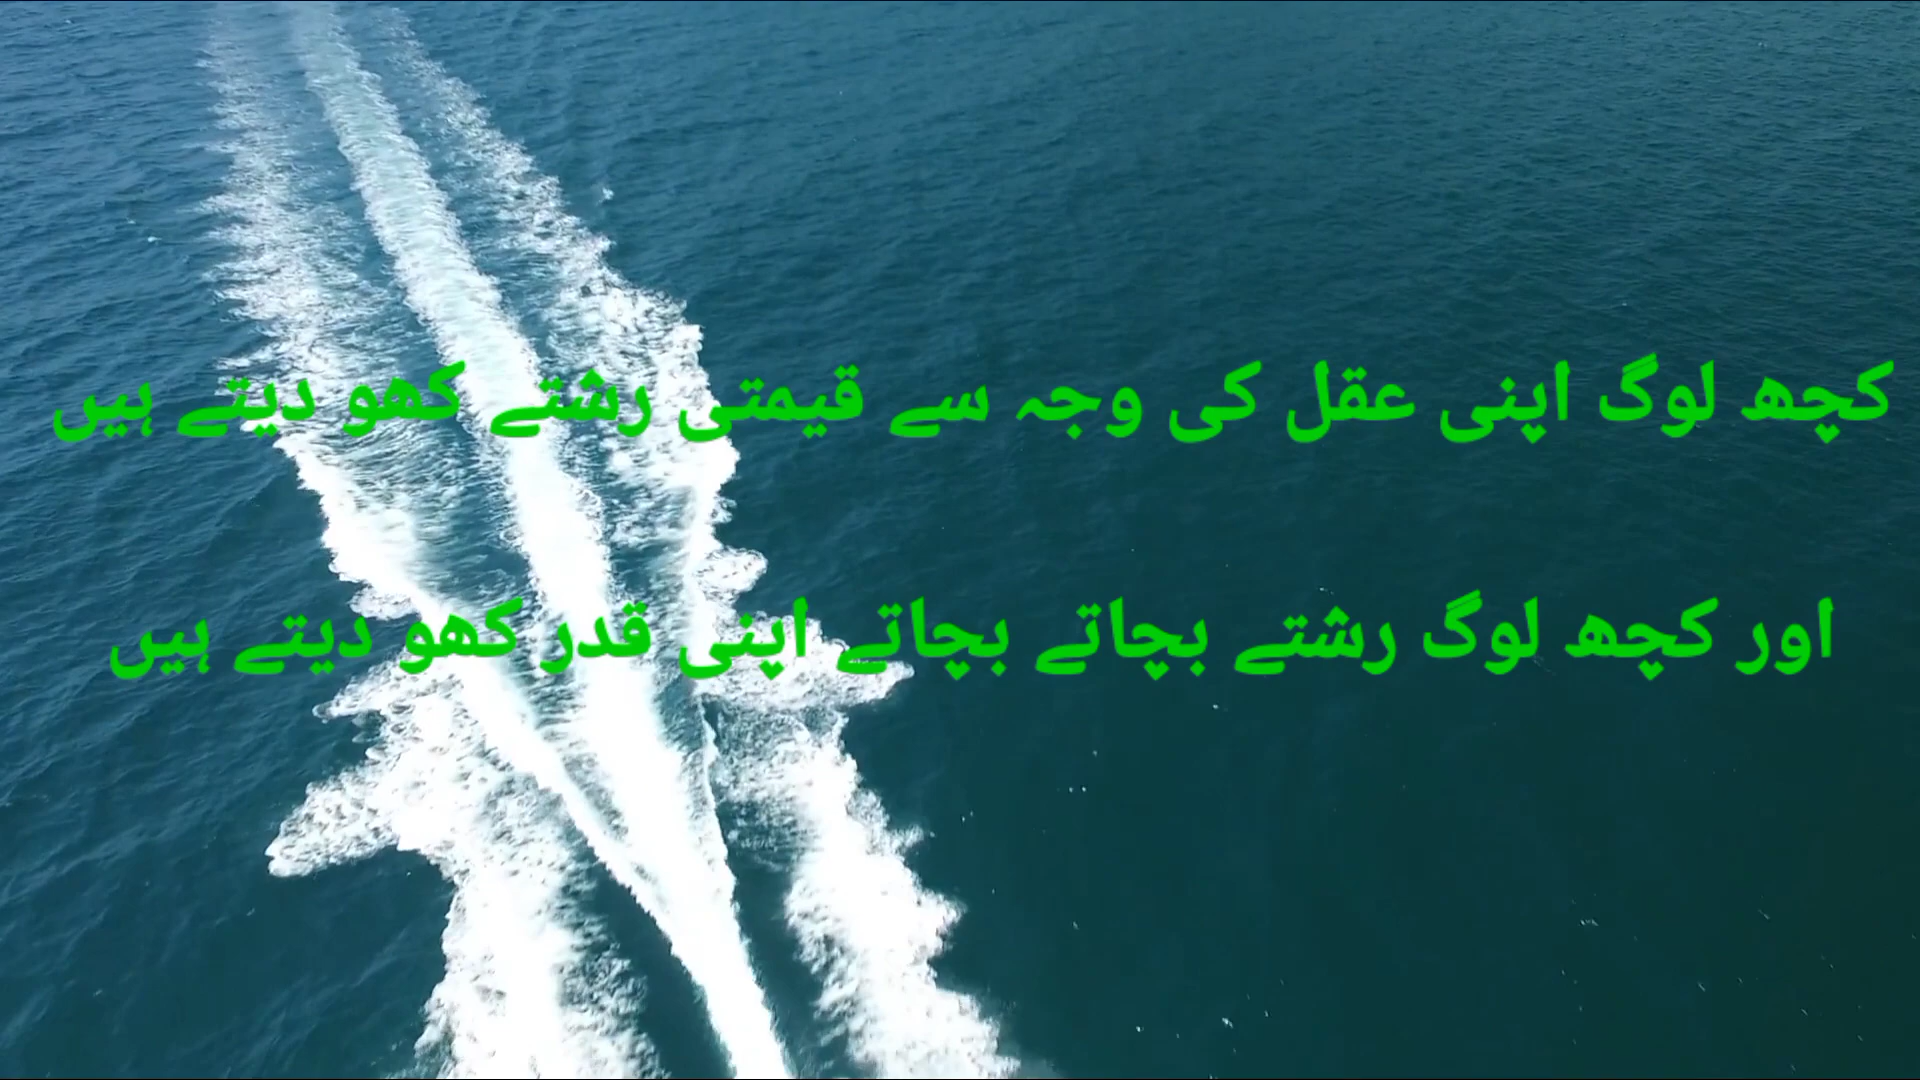 کچھ لوگ اپنی عقل کی وجہ سے قیمتی رشتے کھو دیتے ہیں
اور کچھ لوگ رشتے بچاتے بچاتے اپنی قدر کھو دیتے ہیں